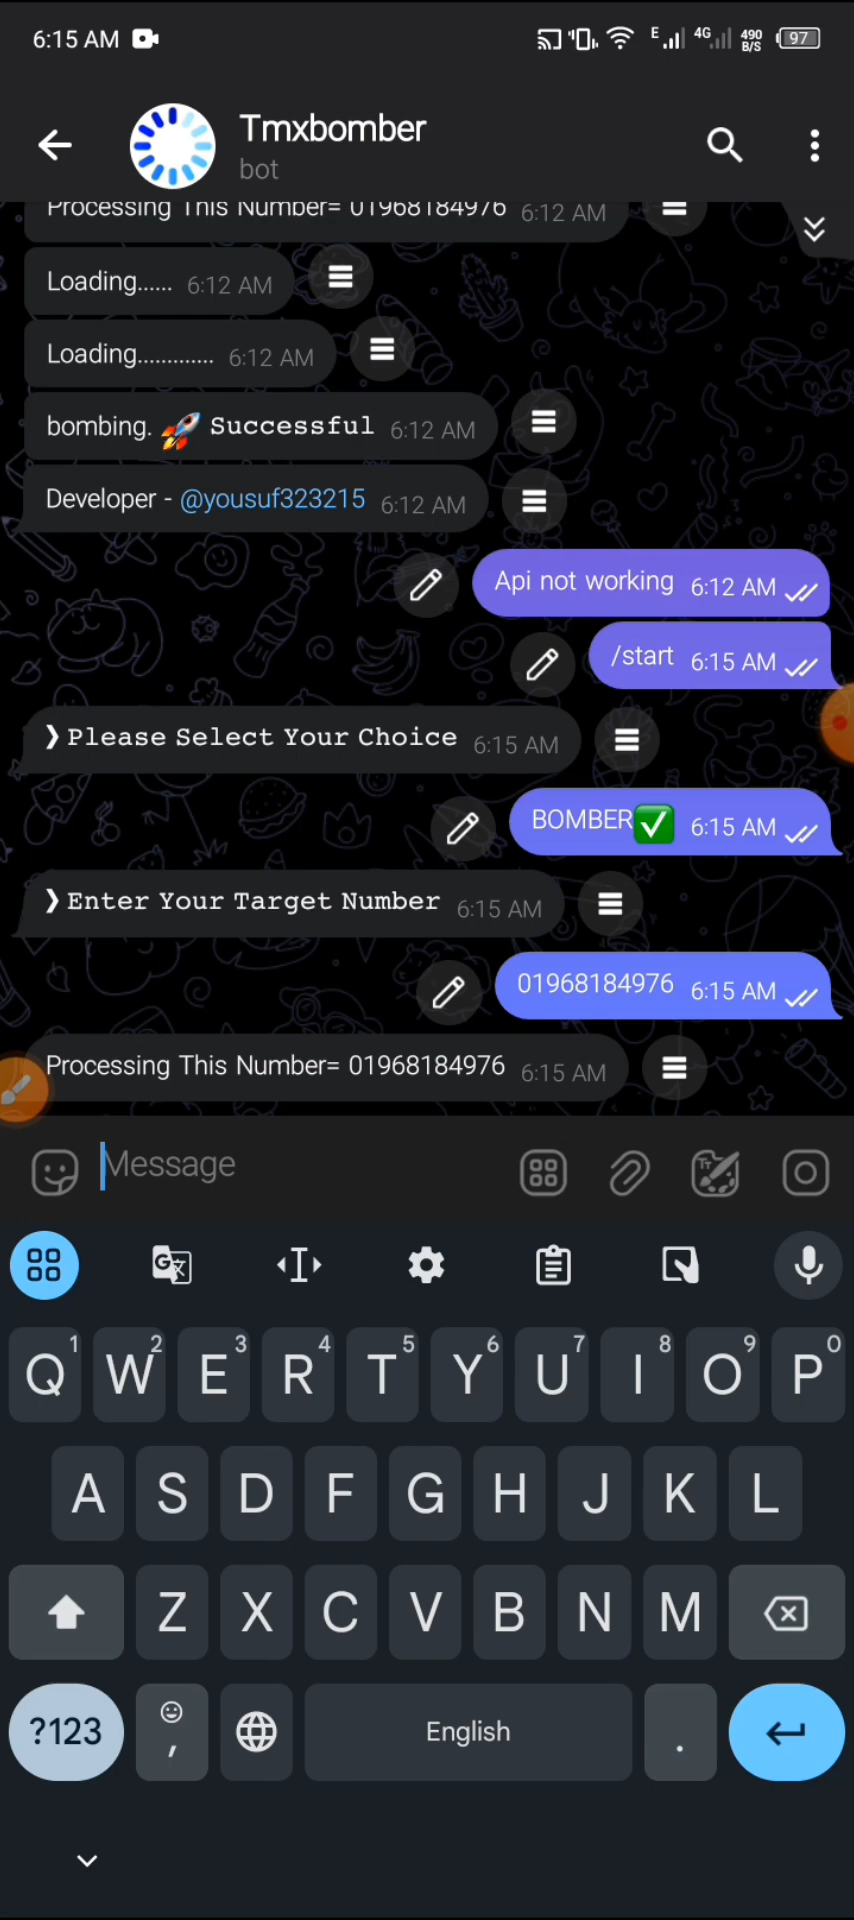 6:15 AM
E 4G 490 B/S 97
Tmxbomber
bot
Processing This Number= 01968184976 6:12 AM
Loading...... 6:12 AM
Loading............. 6:12 AM
bombing. 🚀 Successful 6:12 AM
Developer - @yousuf323215 6:12 AM
Api not working 6:12 AM
/start 6:15 AM
❯ Please Select Your Choice 6:15 AM
BOMBER✅ 6:15 AM
❯ Enter Your Target Number 6:15 AM
01968184976 6:15 AM
Processing This Number= 01968184976 6:15 AM
Message
Q1 W2 E3 R4 T5 Y6 U7 I8 O9 P0
A S D F G H J K L
Z X C V B N M
?123 , English .